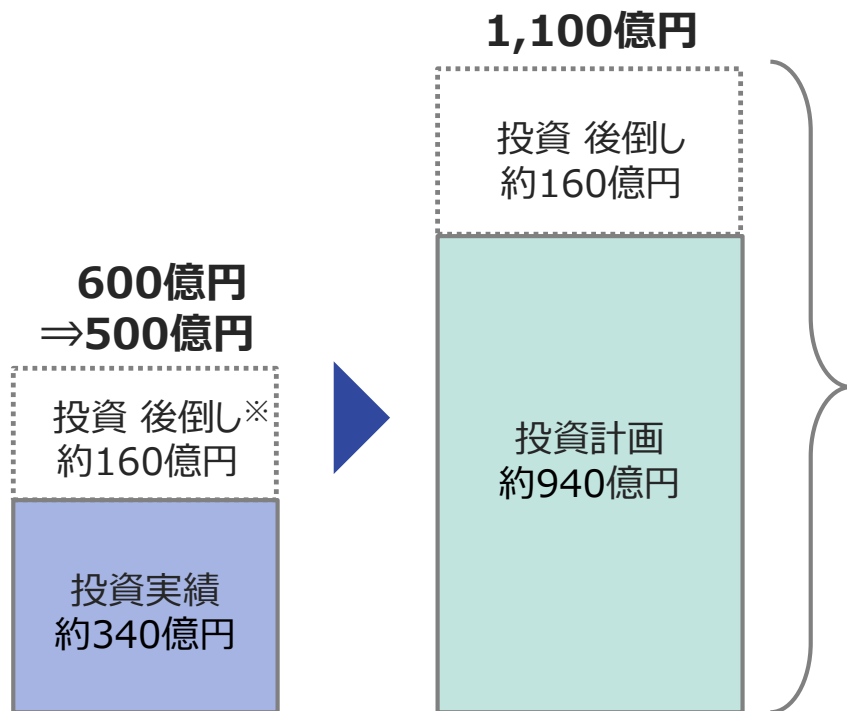 600億円
⇒500億円
投資 後倒し※
約160億円
投資実績
約340億円
1,100億円
投資 後倒し
約160億円
投資計画
約940億円